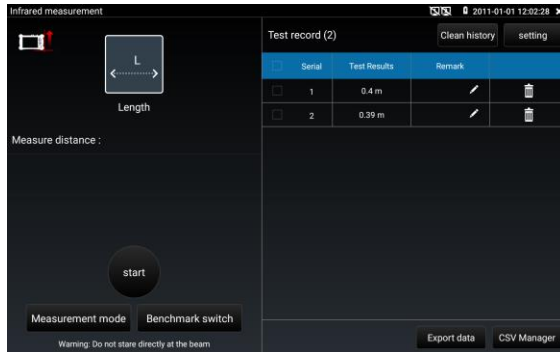 Infrared measurement
2011-01-01 12:02:28
L
Length
Measure distance :
start
Measurement mode
Benchmark switch
Warning: Do not stare directly at the beam
Test record (2)
Clean history
setting
Serial Test Results Remark
1 0.4 m
2 0.39 m
Export data
CSV Manager